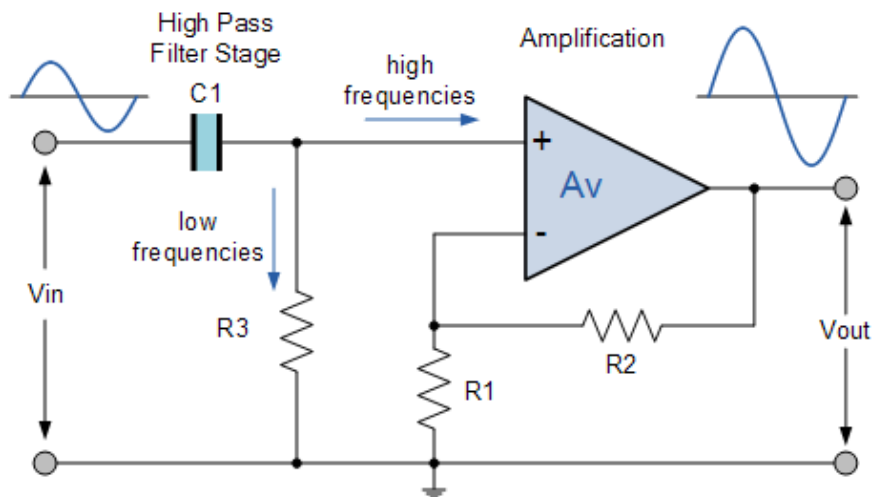 High Pass
Filter Stage
C1
high
frequencies
Amplification
+
Av
-
low
frequencies
Vin
R3
R1
R2
Vout